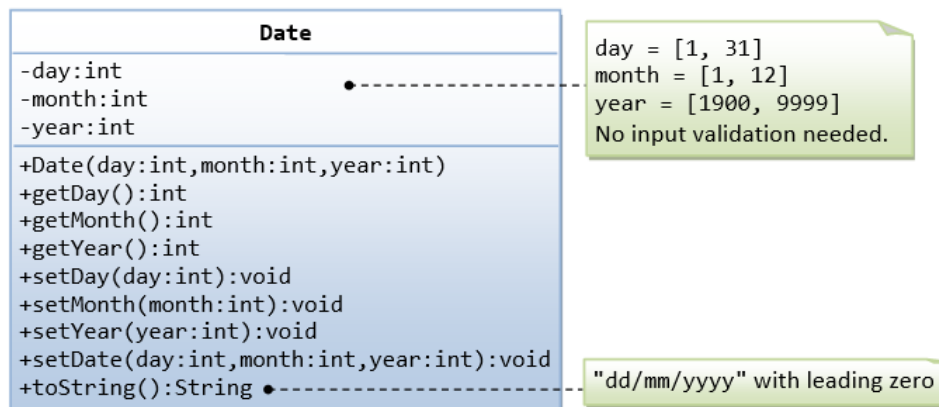 Date
-day:int
-month:int
-year:int
+Date(day:int,month:int,year:int)
+getDay():int
+getMonth():int
+getYear():int
+setDay(day:int):void
+setMonth(month:int):void
+setYear(year:int):void
+setDate(day:int,month:int,year:int):void
+toString():String
day = [1, 31]
month = [1, 12]
year = [1900, 9999]
No input validation needed.
"dd/mm/yyyy" with leading zero